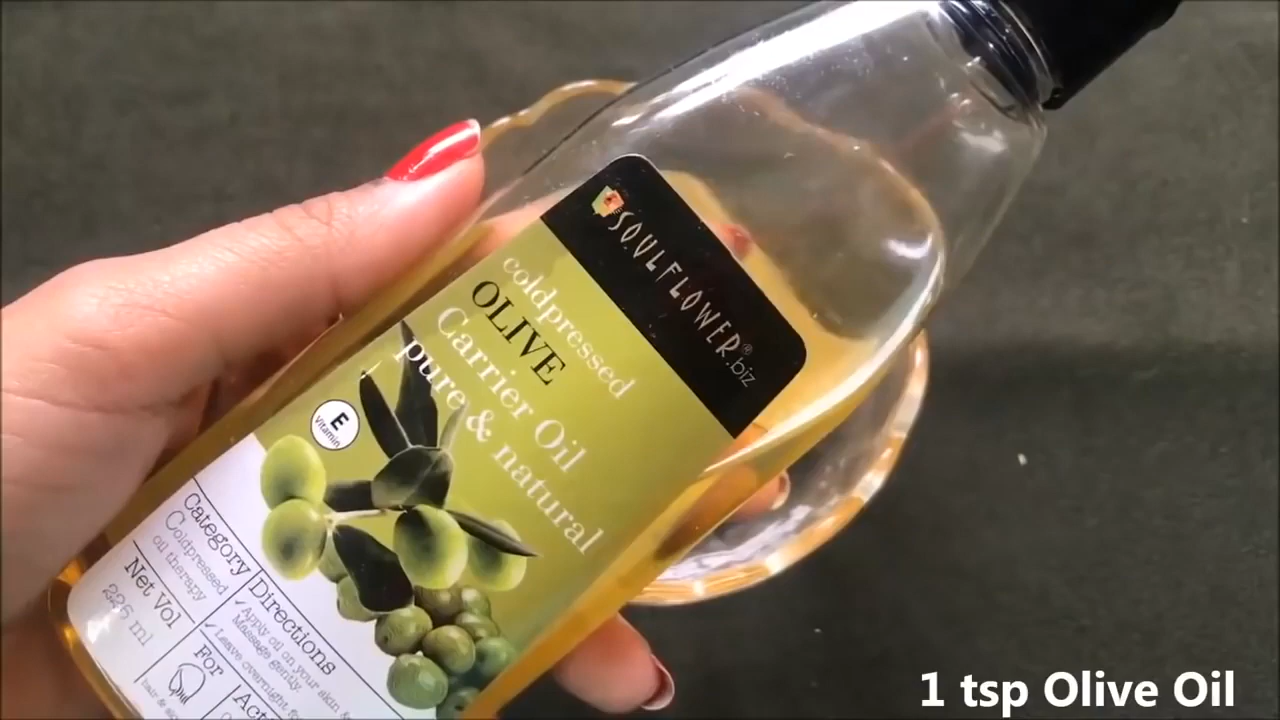 SOULFLOWER®.biz
coldpressed
OLIVE
Carrier Oil
pure & natural
E
Vitamin
Category
Coldpressed
oil therapy
Net Vol
225 ml
For
Directions
✓ Apply oil on your skin &
Massage gently.
✓ Leave overnight
1 tsp Olive Oil